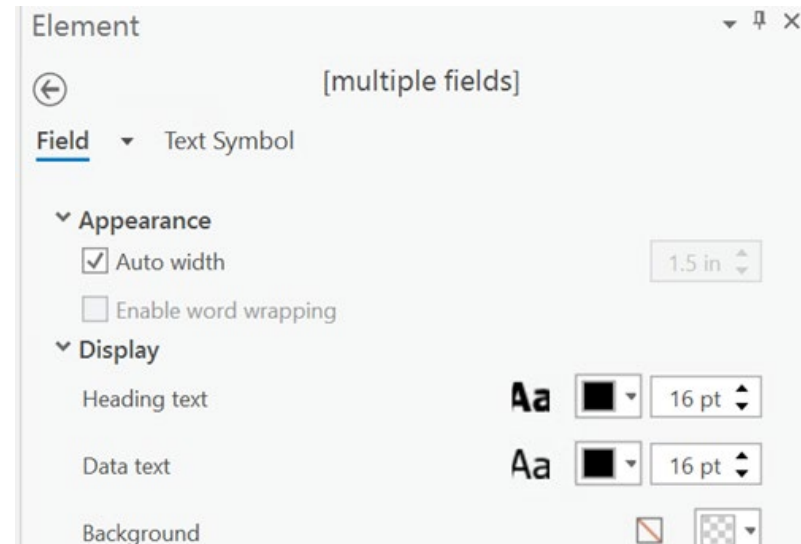 Element
[multiple fields]
Field Text Symbol
Appearance
Auto width 1.5 in
Enable word wrapping
Display
Heading text Aa 16 pt
Data text Aa 16 pt
Background